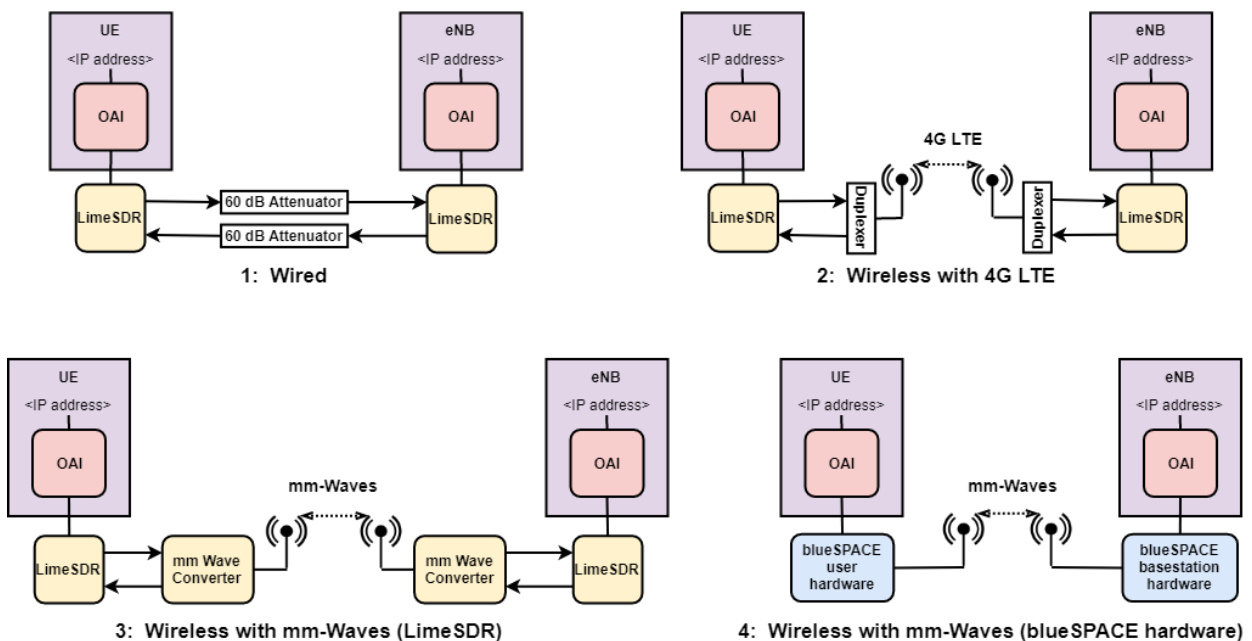 UE
<IP address>
OAI
LimeSDR
60 dB Attenuator
60 dB Attenuator
eNB
<IP address>
OAI
LimeSDR
1: Wired
UE
<IP address>
OAI
LimeSDR
Duplexer
4G LTE
Duplexer
eNB
<IP address>
OAI
LimeSDR
2: Wireless with 4G LTE
UE
<IP address>
OAI
LimeSDR
mm Wave
Converter
mm-Waves
mm Wave
Converter
eNB
<IP address>
OAI
LimeSDR
3: Wireless with mm-Waves (LimeSDR)
UE
<IP address>
OAI
blueSPACE
user
hardware
mm-Waves
eNB
<IP address>
OAI
blueSPACE
basestation
hardware
4: Wireless with mm-Waves (blueSPACE hardware)